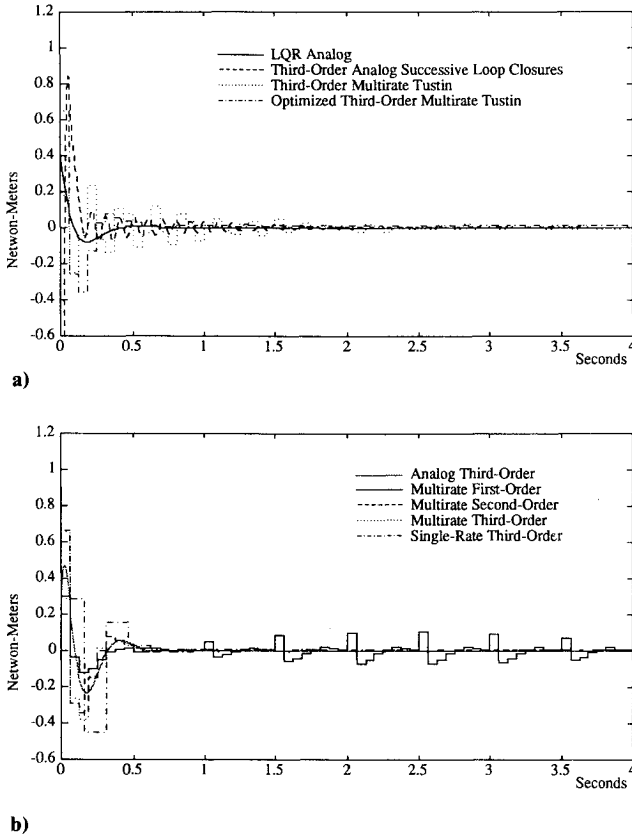 1.2
1
0.8
0.6
0.4
0.2
0
-0.2
-0.4
-0.6
Netwon-Meters
LQR Analog
Third-Order Analog Successive Loop Closures
Third-Order Multirate Tustin
Optimized Third-Order Multirate Tustin
0 0.5 1 1.5 2 2.5 3 3.5 4
Seconds
a)
1.2
1
0.8
0.6
0.4
0.2
0
-0.2
-0.4
-0.6
Netwon-Meters
Analog Third-Order
Multirate First-Order
Multirate Second-Order
Multirate Third-Order
Single-Rate Third-Order
0 0.5 1 1.5 2 2.5 3 3.5 4
Seconds
b)